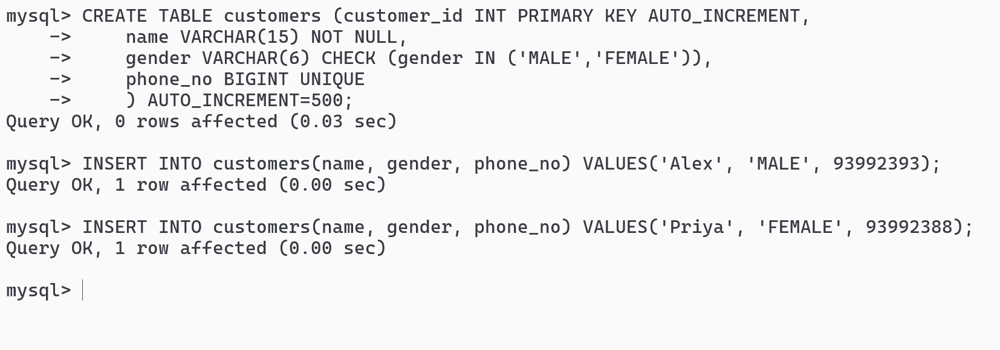 mysql> CREATE TABLE customers (customer_id INT PRIMARY KEY AUTO_INCREMENT,
    ->     name VARCHAR(15) NOT NULL,
    ->     gender VARCHAR(6) CHECK (gender IN ('MALE','FEMALE')),
    ->     phone_no BIGINT UNIQUE
    ->     ) AUTO_INCREMENT=500;
Query OK, 0 rows affected (0.03 sec)

mysql> INSERT INTO customers(name, gender, phone_no) VALUES('Alex', 'MALE', 93992393);
Query OK, 1 row affected (0.00 sec)

mysql> INSERT INTO customers(name, gender, phone_no) VALUES('Priya', 'FEMALE', 93992388);
Query OK, 1 row affected (0.00 sec)

mysql>